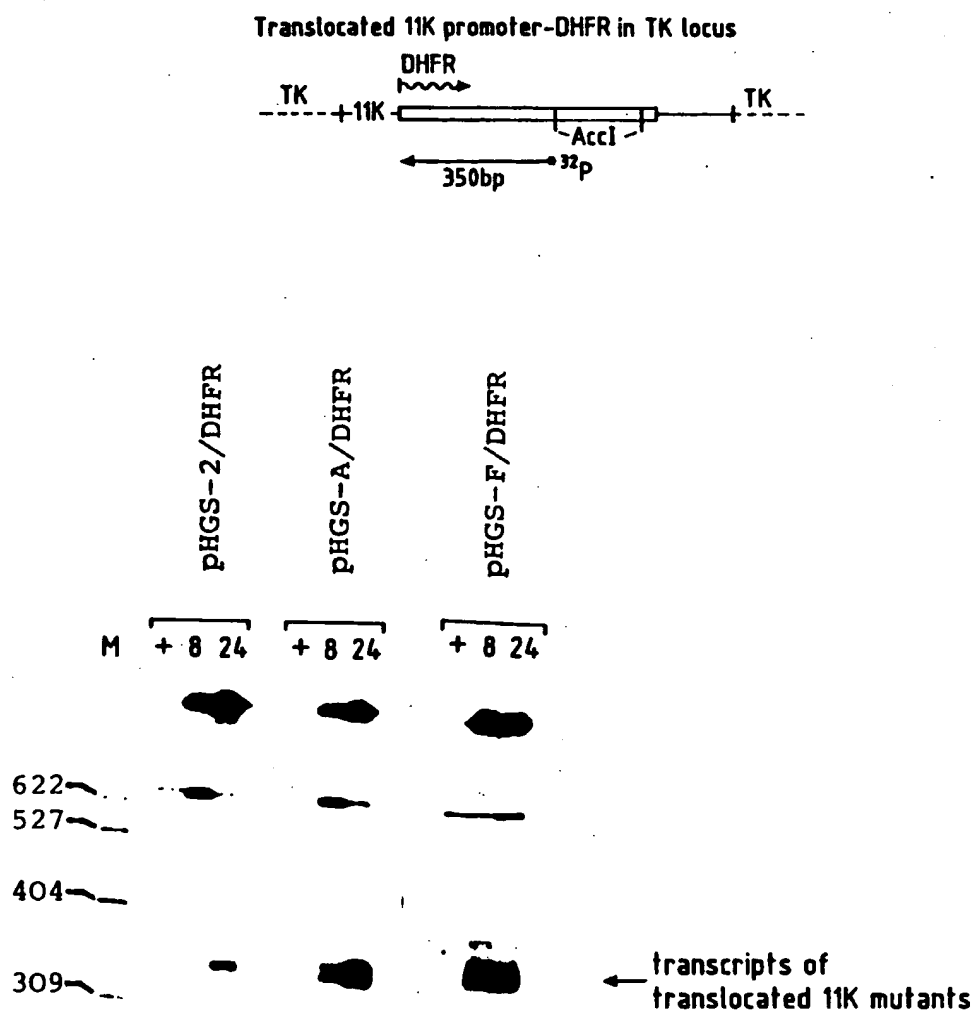 Translocated 11K promoter-DHFR in TK locus
DHFR
TK
11K
TK
AccI
350bp
32P
pHGS-2/DHFR
pHGS-A/DHFR
pHGS-F/DHFR
M + 8 24 + 8 24 + 8 24
622
527
404
309
transcripts of
translocated 11K mutants